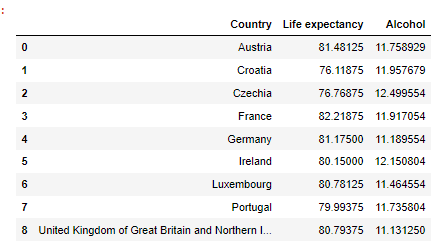 :
Country Life expectancy Alcohol
0 Austria 81.48125 11.758929
1 Croatia 76.11875 11.957679
2 Czechia 76.76875 12.499554
3 France 82.21875 11.917054
4 Germany 81.17500 11.189554
5 Ireland 80.15000 12.150804
6 Luxembourg 80.78125 11.464554
7 Portugal 79.99375 11.735804
8 United Kingdom of Great Britain and Northern I... 80.79375 11.131250